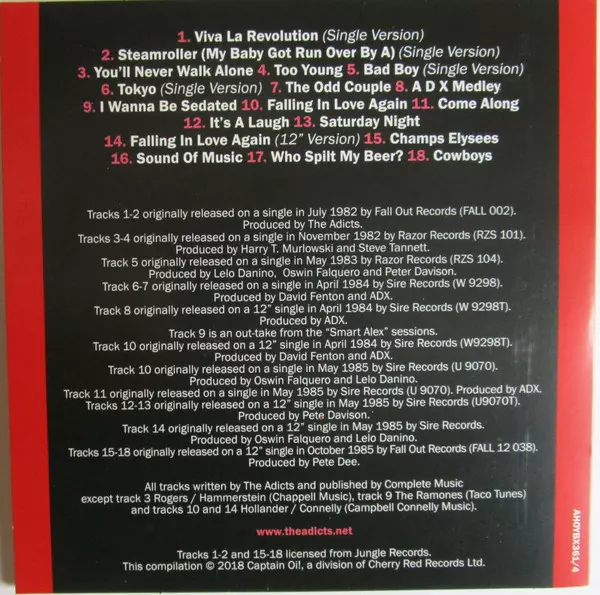 1. Viva La Revolution (Single Version)
2. Steamroller (My Baby Got Run Over By A) (Single Version)
3. You'll Never Walk Alone 4. Too Young 5. Bad Boy (Single Version)
6. Tokyo (Single Version) 7. The Odd Couple 8. A D X Medley
9. I Wanna Be Sedated 10. Falling In Love Again 11. Come Along
12. It's A Laugh 13. Saturday Night
14. Falling In Love Again (12" Version) 15. Champs Elysees
16. Sound Of Music 17. Who Spilt My Beer? 18. Cowboys
Tracks 1-2 originally released on a single in July 1982 by Fall Out Records (FALL 002).
Produced by The Adicts.
Tracks 3-4 originally released on a single in November 1982 by Razor Records (RZS 101).
Produced by Harry T. Murlowski and Steve Tannett.
Track 5 originally released on a single in May 1983 by Razor Records (RZS 104).
Produced by Lelo Danino, Oswin Falquero and Peter Davison.
Track 6-7 originally released on a single in April 1984 by Sire Records (W 9298).
Produced by David Fenton and ADX.
Track 8 originally released on a 12" single in April 1984 by Sire Records (W 9298T).
Produced by ADX.
Track 9 is an out-take from the "Smart Alex" sessions.
Track 10 originally released on a 12" single in April 1984 by Sire Records (W9298T).
Produced by David Fenton and ADX.
Track 10 originally released on a single in May 1985 by Sire Records (U 9070).
Produced by Oswin Falquero and Lelo Danino.
Track 11 originally released on a single in May 1985 by Sire Records (U 9070). Produced by ADX.
Tracks 12-13 originally released on a 12" single in May 1985 by Sire Records (U9070T).
Produced by Pete Davison.
Track 14 originally released on a 12" single in May 1985 by Sire Records.
Produced by Oswin Falquero and Lelo Danino.
Tracks 15-18 originally released on a 12" single in October 1985 by Fall Out Records (FALL 12 038).
Produced by Pete Dee.
All tracks written by The Adicts and published by Complete Music
except track 3 Rogers / Hammerstein (Chappell Music), track 9 The Ramones (Taco Tunes)
and tracks 10 and 14 Hollander / Connelly (Campbell Connelly Music).
www.theadicts.net
Tracks 1-2 and 15-18 licensed from Jungle Records.
This compilation © 2018 Captain Oi!, a division of Cherry Red Records Ltd.
AHOYBX361/4